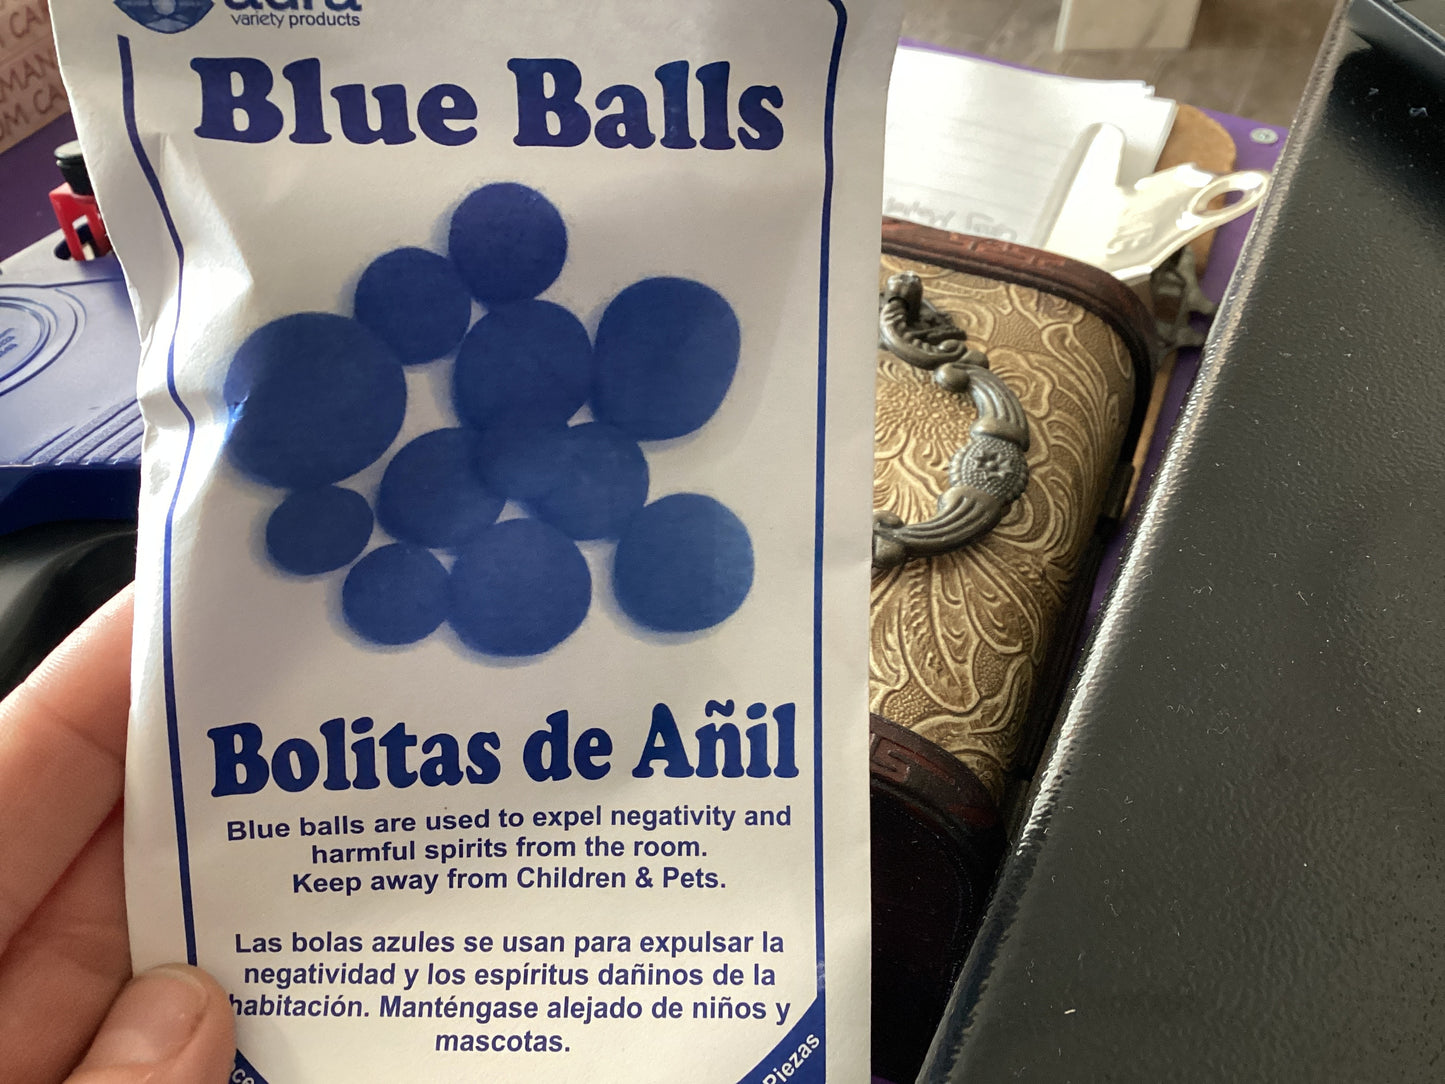 aura
variety products
Blue Balls
Bolitas de Añil
Blue balls are used to expel negativity and
harmful spirits from the room.
Keep away from Children & Pets.
Las bolas azules se usan para expulsar la
negatividad y los espíritus dañinos de la
habitación. Manténgase alejado de niños y
mascotas.
Piezas